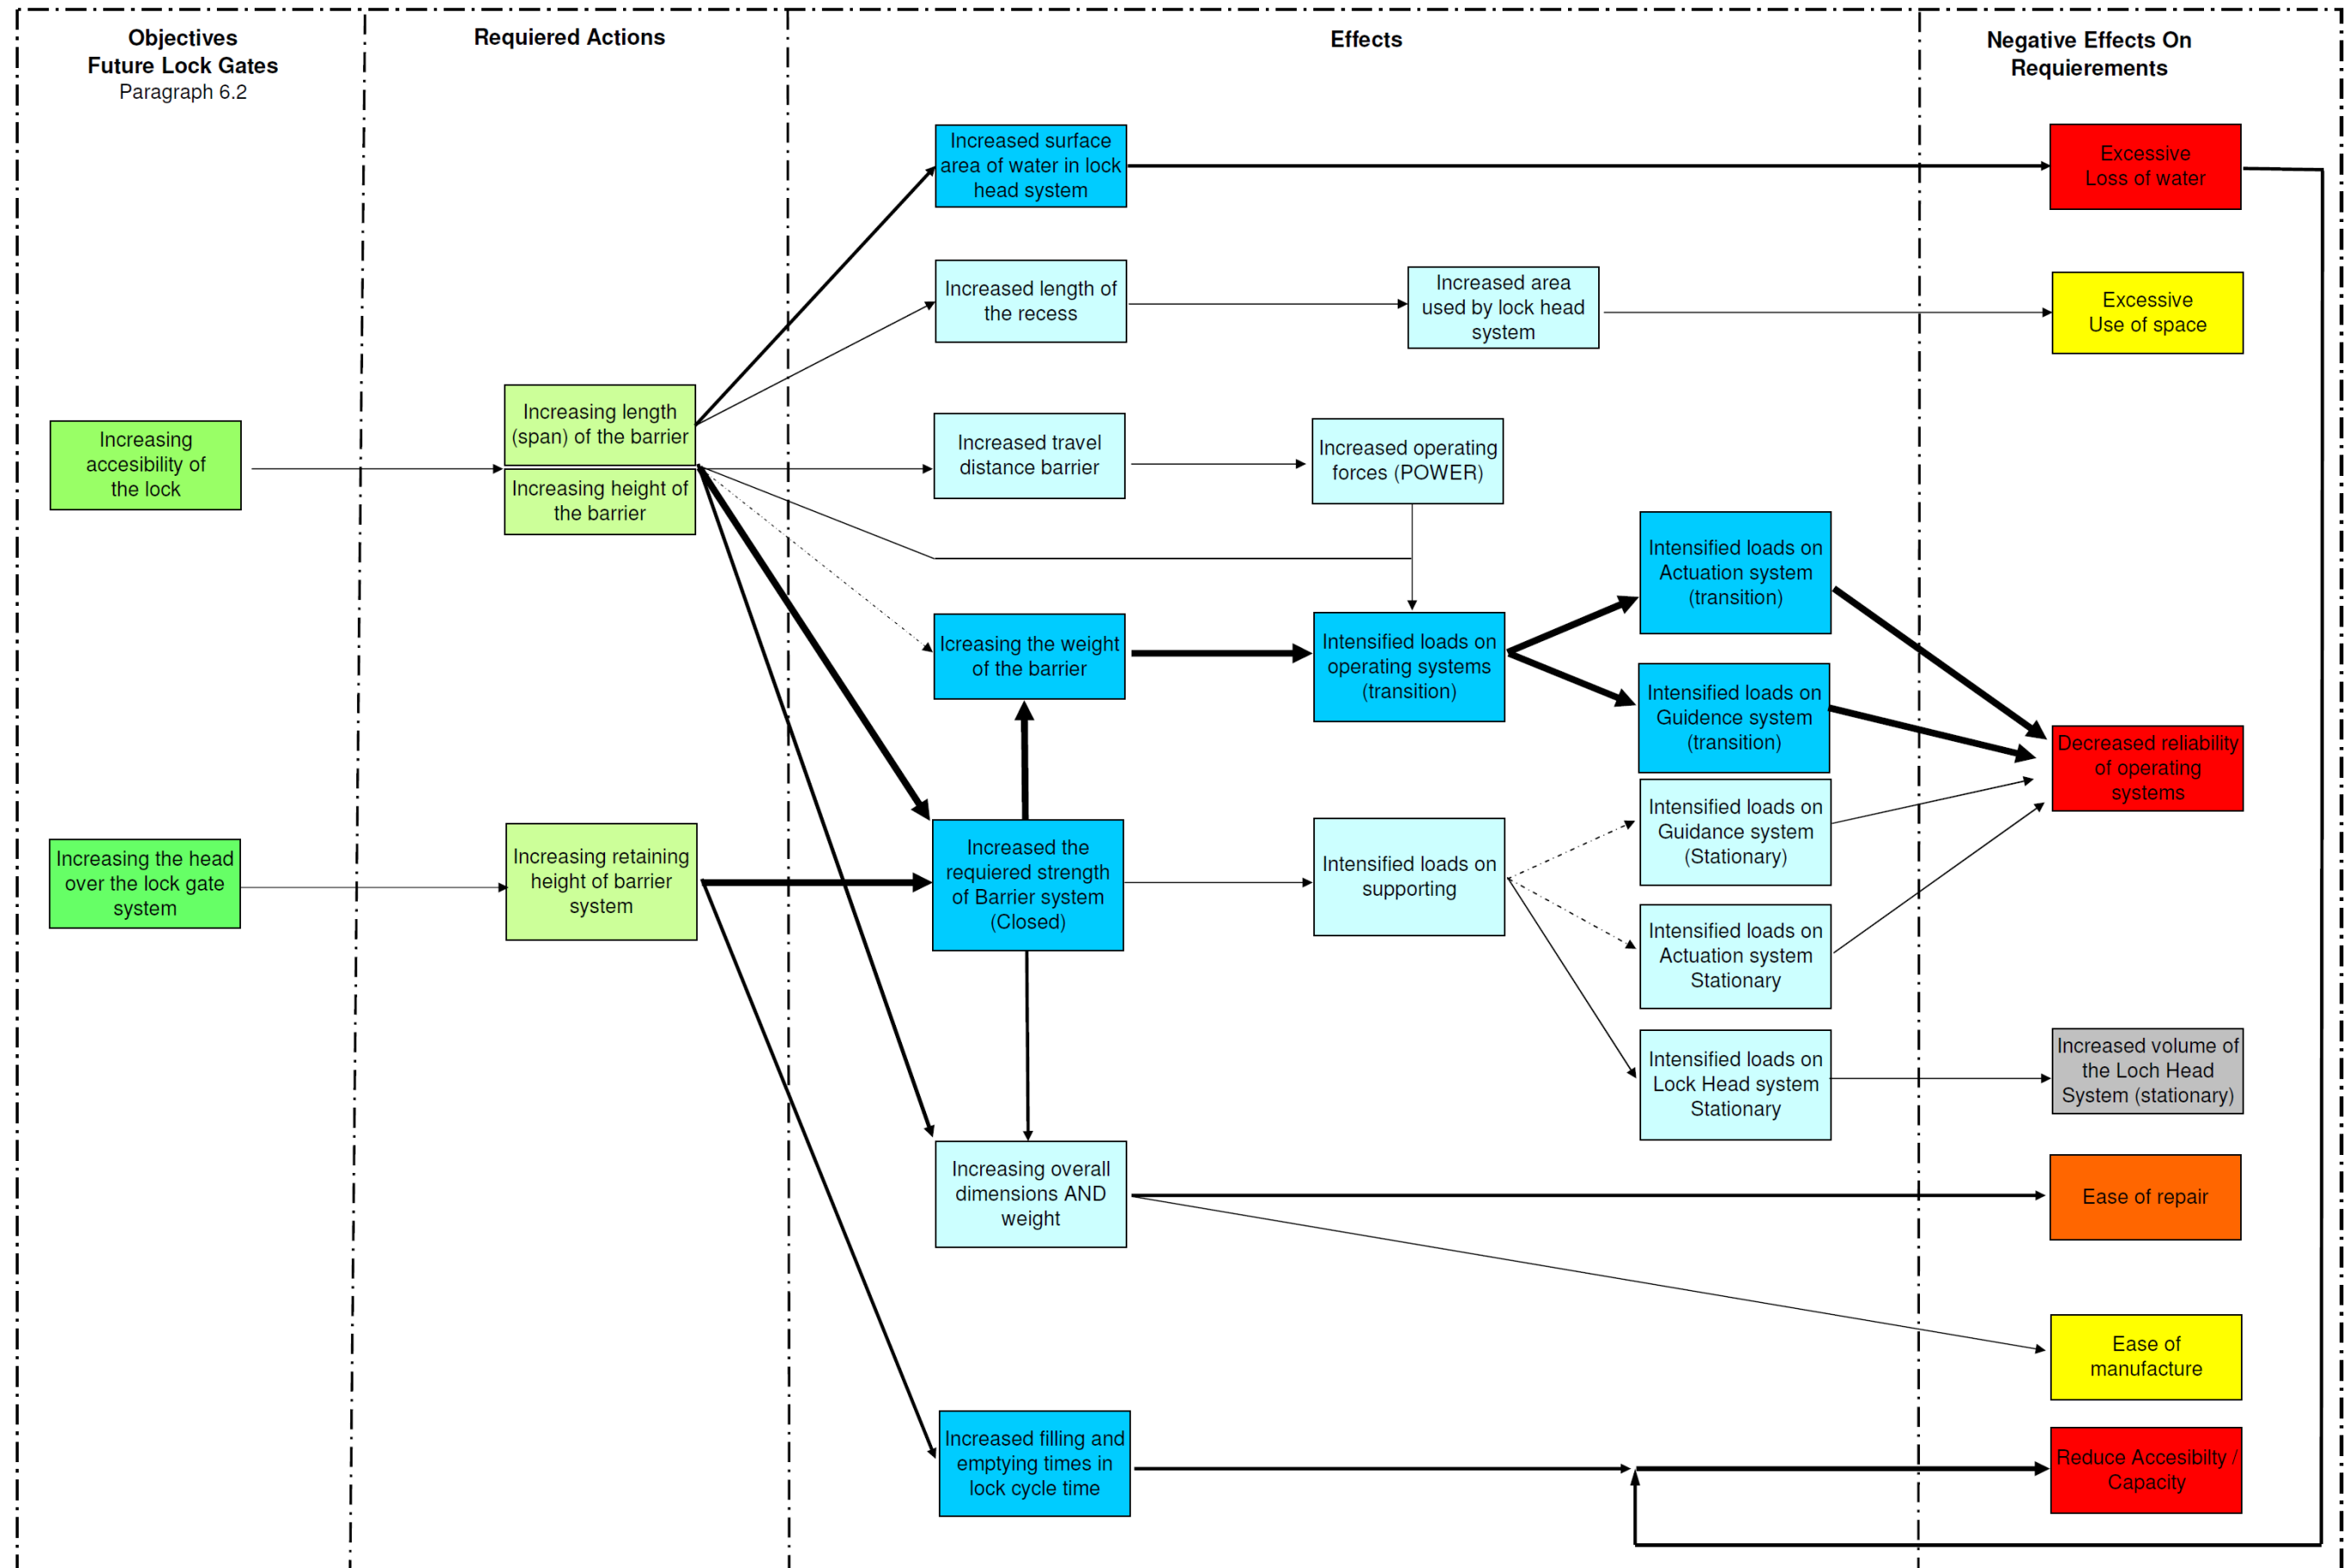 Objectives
Future Lock Gates
Paragraph 6.2
Requiered Actions
Effects
Negative Effects On
Requierements
Increased surface
area of water in lock
head system
Excessive
Loss of water
Increased length of
the recess
Increased area
used by lock head
system
Excessive
Use of space
Increasing
accesibility of
the lock
Increasing length
(span) of the barrier
Increasing height of
the barrier
Increased travel
distance barrier
Increased operating
forces (POWER)
Icreasing the weight
of the barrier
Intensified loads on
operating systems
(transition)
Intensified loads on
Actuation system
(transition)
Intensified loads on
Guidence system
(transition)
Decreased reliability
of operating
systems
Increasing the head
over the lock gate
system
Increasing retaining
height of barrier
system
Increased the
requiered strength
of Barrier system
(Closed)
Intensified loads on
supporting
Intensified loads on
Guidance system
(Stationary)
Intensified loads on
Actuation system
Stationary
Intensified loads on
Lock Head system
Stationary
Increased volume of
the Loch Head
System (stationary)
Increasing overall
dimensions AND
weight
Ease of repair
Ease of
manufacture
Increased filling and
emptying times in
lock cycle time
Reduce Accesibilty /
Capacity